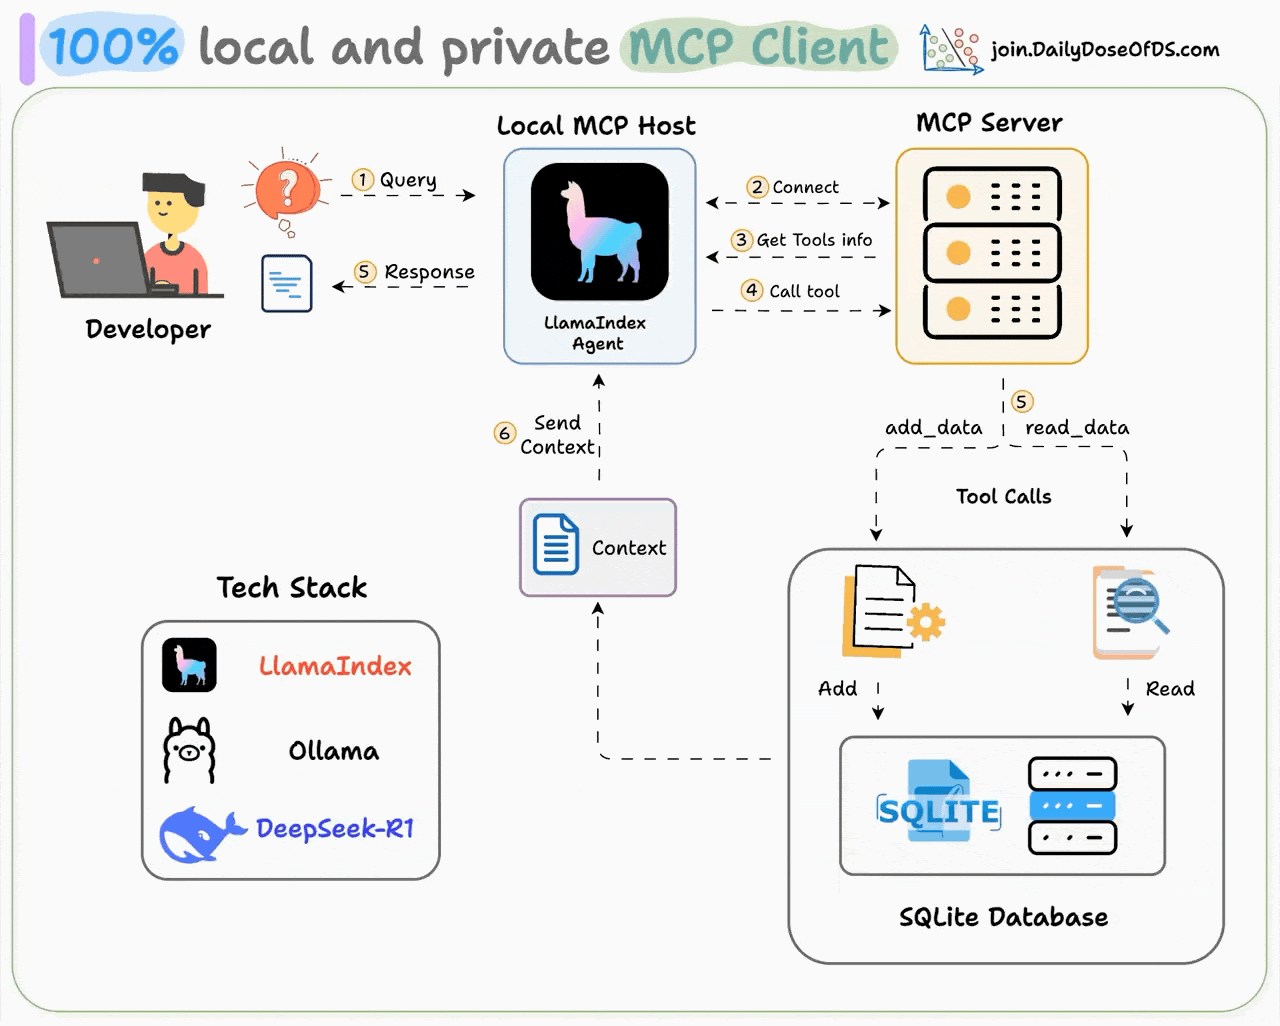 100% local and private MCP Client
join.DailyDoseOfDS.com
Local MCP Host
MCP Server
1 Query
5 Response
Developer
LlamaIndex
Agent
2 Connect
3 Get Tools info
4 Call tool
5
add_data
read_data
Tool Calls
6 Send
Context
Context
Tech Stack
LlamaIndex
Ollama
DeepSeek-R1
Add
Read
SQLITE
SQLite Database